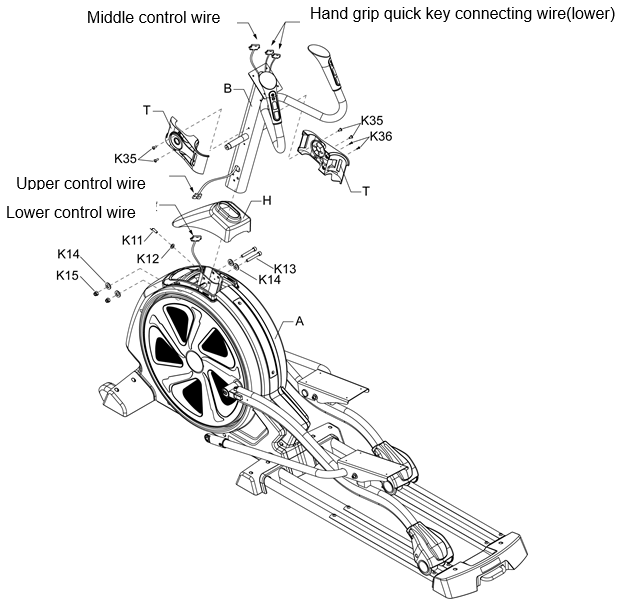 Middle control wire
Hand grip quick key connecting wire(lower)
B
T
K35
K36
K35
T
Upper control wire
H
Lower control wire
K11
K12
K14
K13
K14
K15
A